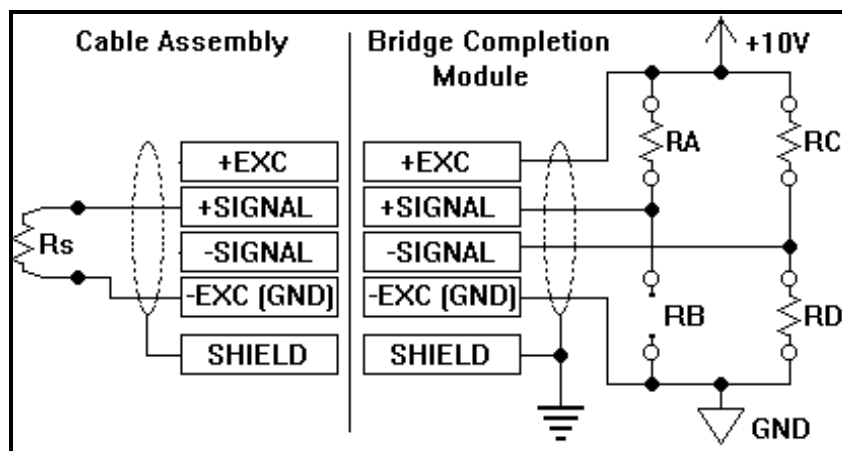 Cable Assembly
Bridge Completion
Module
+10V
+EXC
+SIGNAL
-SIGNAL
-EXC (GND)
SHIELD
Rs
+EXC
+SIGNAL
-SIGNAL
-EXC (GND)
SHIELD
RA
RC
RB
RD
GND